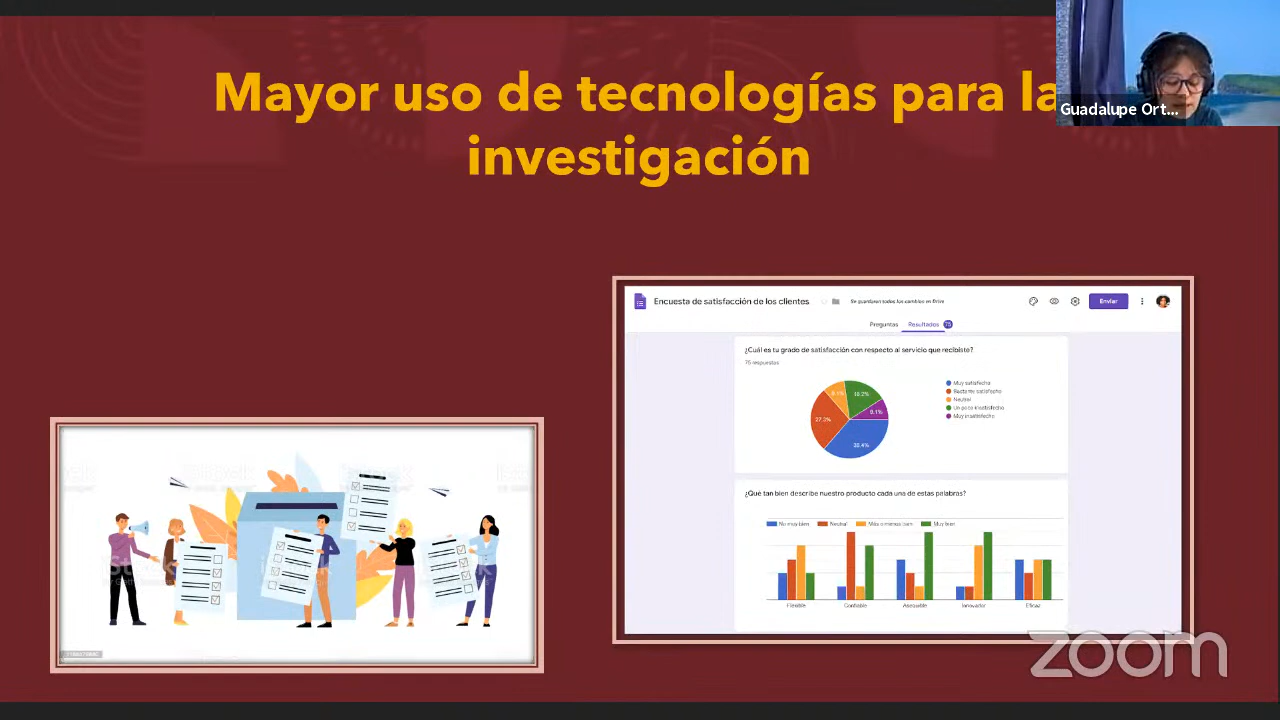 Mayor uso de tecnologías para la
investigación
Guadalupe Ort...
Encuesta de satisfacción de los clientes
Se guardaron todos los cambios en Drive
Enviar
Preguntas Resultados 75
¿Cuál es tu grado de satisfacción con respecto al servicio que recibiste?
75 respuestas
Muy satisfecho
Bastante satisfecho
Neutral
Un poco insatisfecho
Muy insatisfecho
16.2%
9.1%
27.3%
¿Qué tan bien describe nuestro producto cada una de estas palabras?
No muy bien Neutral Más o menos bien Muy bien
Flexible Confiable Accesible Innovador Eficaz
zoom